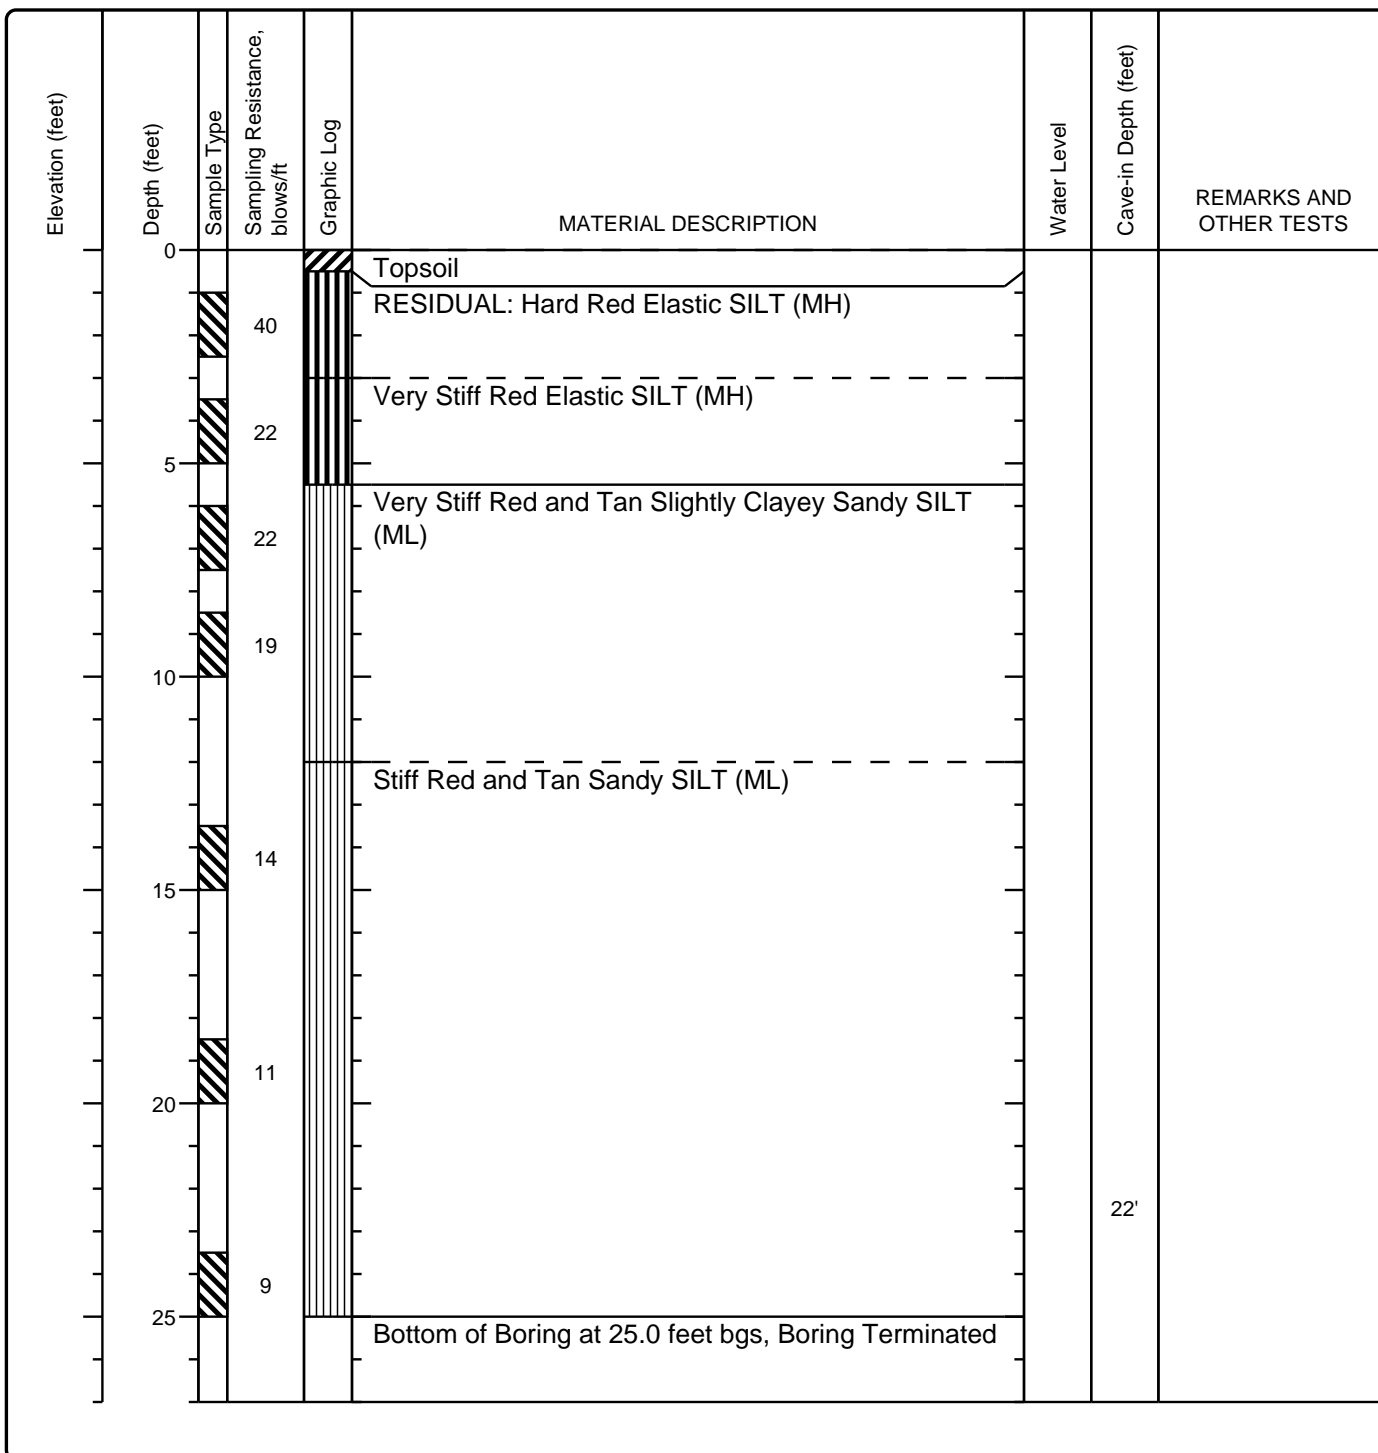 Elevation (feet)
Depth (feet)
Sample Type
Sampling Resistance,
blows/ft
Graphic Log
MATERIAL DESCRIPTION
Water Level
Cave-in Depth (feet)
REMARKS AND
OTHER TESTS
0
Topsoil
RESIDUAL: Hard Red Elastic SILT (MH)
40
Very Stiff Red Elastic SILT (MH)
22
5
Very Stiff Red and Tan Slightly Clayey Sandy SILT
(ML)
22
19
10
Stiff Red and Tan Sandy SILT (ML)
14
15
11
20
22'
9
25
Bottom of Boring at 25.0 feet bgs, Boring Terminated